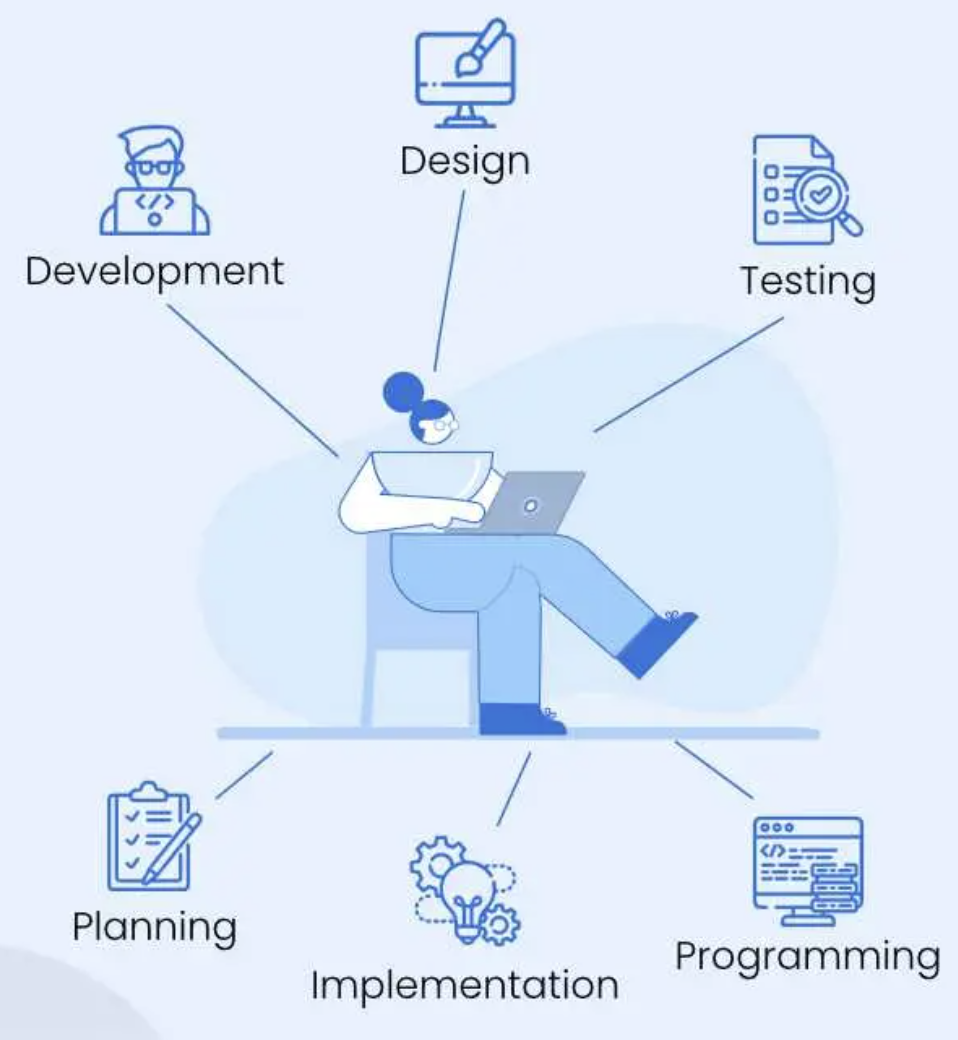 Design
Development
Testing
Planning
Implementation
Programming